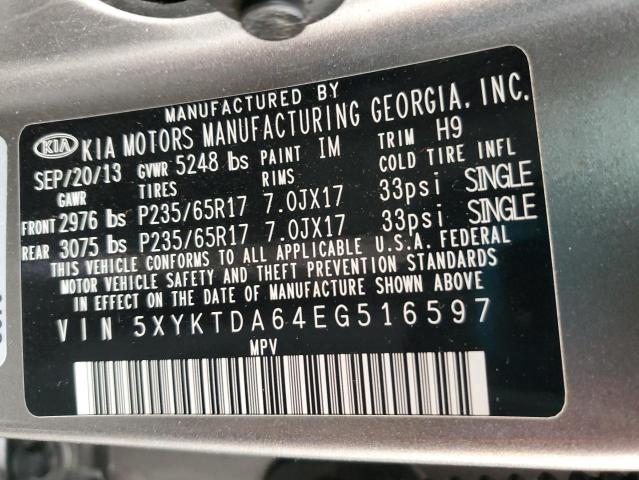 MANUFACTURED BY
KIA KIA MOTORS MANUFACTURING GEORGIA, INC.
SEP/20/13 GVWR 5248 lbs PAINT IM TRIM H9
GAWR TIRES RIMS COLD TIRE INFL
FRONT 2976 lbs P235/65R17 7.0JX17 33psi SINGLE
REAR 3075 lbs P235/65R17 7.0JX17 33psi SINGLE
THIS VEHICLE CONFORMS TO ALL APPLICABLE U.S.A. FEDERAL
MOTOR VEHICLE SAFETY AND THEFT PREVENTION STANDARDS
IN EFFECT ON THE DATE OF MANUFACTURE SHOWN ABOVE
VIN 5XYKTDA64EG516597
MPV